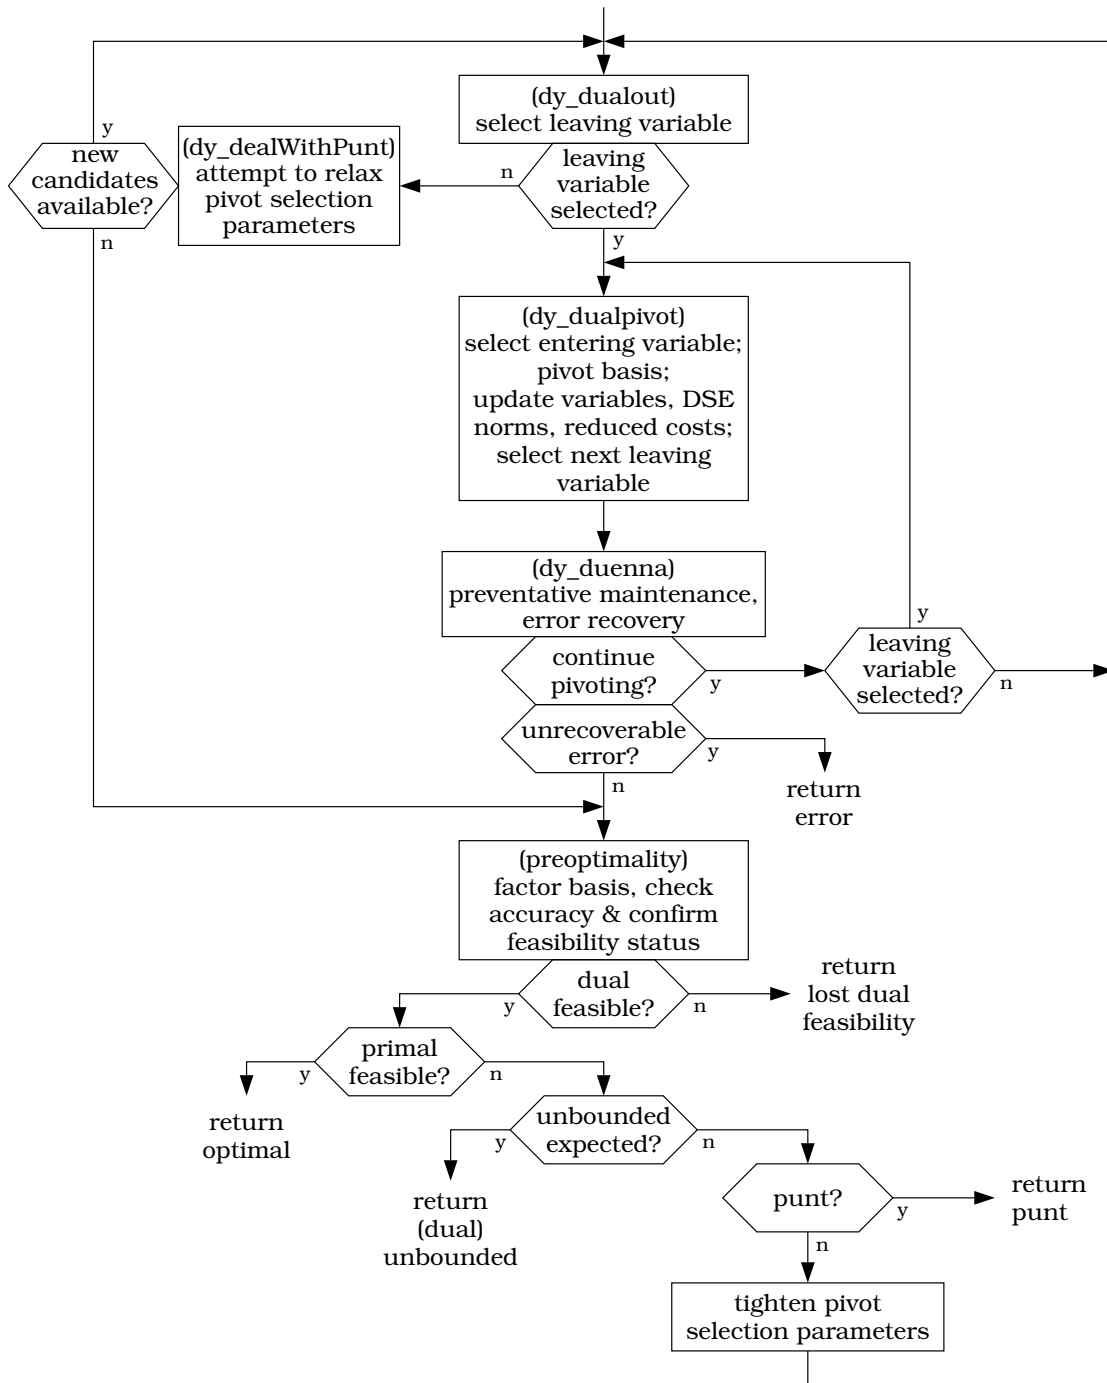 (dy_dualout)
select leaving variable
y
new
candidates
available?
n
(dy_dealWithPunt)
attempt to relax
pivot selection
parameters
n
leaving
variable
selected?
y
(dy_dualpivot)
select entering variable;
pivot basis;
update variables, DSE
norms, reduced costs;
select next leaving
variable
(dy_duenna)
preventative maintenance,
error recovery
continue
pivoting?
y
y
leaving
variable
selected?
n
unrecoverable
error?
y
n
return
error
(preoptimality)
factor basis, check
accuracy & confirm
feasibility status
dual
feasible?
y
n
return
lost dual
feasibility
primal
feasible?
y
n
return
optimal
unbounded
expected?
y
n
return
(dual)
unbounded
punt?
y
n
return
punt
tighten pivot
selection parameters